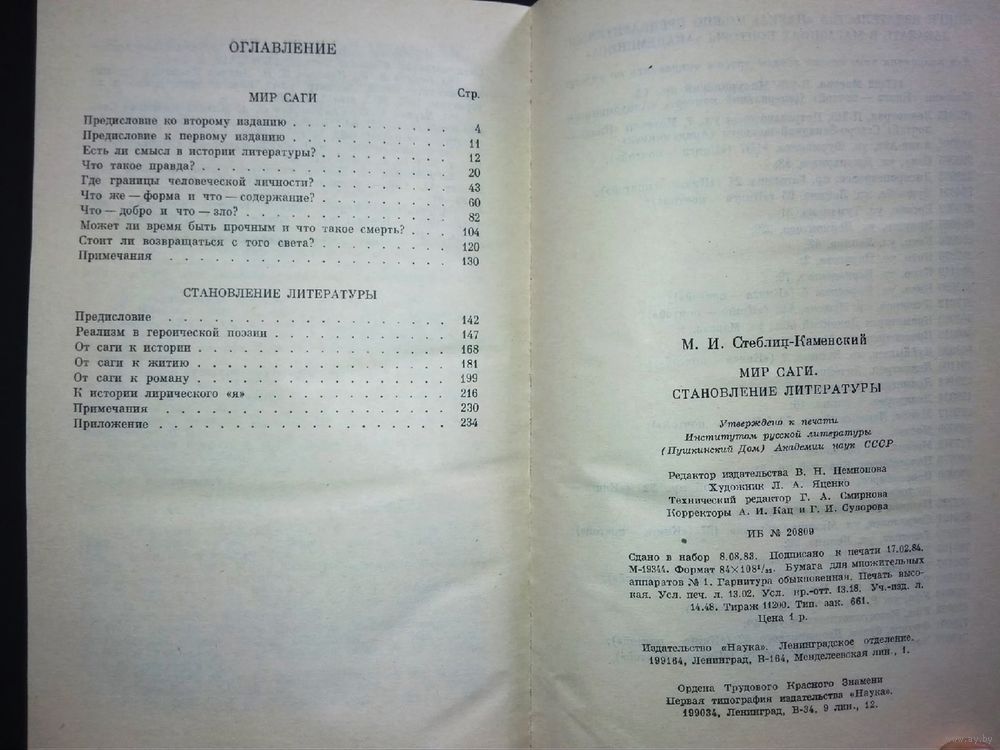 ОГЛАВЛЕНИЕ
МИР САГИ Стр.
Предисловие ко второму изданию . . . . . . . . . . 4
Предисловие к первому изданию . . . . . . . . . . 11
Есть ли смысл в истории литературы? . . . . . . . . 12
Что такое правда? . . . . . . . . . . . . . . . 20
Где границы человеческой личности? . . . . . . . . 43
Что же — форма и что — содержание? . . . . . . . . 60
Что — добро и что — зло? . . . . . . . . . . . . 82
Может ли время быть прочным и что такое смерть? . . . 104
Стоит ли возвращаться с того света? . . . . . . . . 120
Примечания . . . . . . . . . . . . . . . . . 130
СТАНОВЛЕНИЕ ЛИТЕРАТУРЫ
Предисловие . . . . . . . . . . . . . . . . . 142
Реализм в героической поэзии . . . . . . . . . . . 147
От саги к истории . . . . . . . . . . . . . . . 168
От саги к житию . . . . . . . . . . . . . . . . 181
От саги к роману . . . . . . . . . . . . . . . 199
К истории лирического «я» . . . . . . . . . . . . 216
Примечания . . . . . . . . . . . . . . . . . 230
Приложение . . . . . . . . . . . . . . . . . 234
М. И. Стеблин-Каменский
МИР САГИ.
СТАНОВЛЕНИЕ ЛИТЕРАТУРЫ
Утверждено к печати
Институтом русской литературы
(Пушкинский Дом) Академии наук СССР
Редактор издательства В. Н. Немнонова
Художник Л. А. Яценко
Технический редактор Г. А. Смирнова
Корректоры А. И. Кац и Г. И. Суворова
ИБ № 20809
Сдано в набор 8.08.83. Подписано к печати 17.02.84.
М-19344. Формат 84×108¹/₃₂. Бумага для множительных
аппаратов № 1. Гарнитура обыкновенная. Печать высо-
кая. Усл. печ. л. 13.02. Усл. кр.-отт. 13.18. Уч.-изд. л.
14.48. Тираж 11200. Тип. зак. 661.
Цена 1 р.
Издательство «Наука». Ленинградское отделение.
199164, Ленинград, В-164, Менделеевская лин., 1.
Ордена Трудового Красного Знамени
Первая типография издательства «Наука».
199034, Ленинград, В-34, 9 лин., 12.
www.ay.by